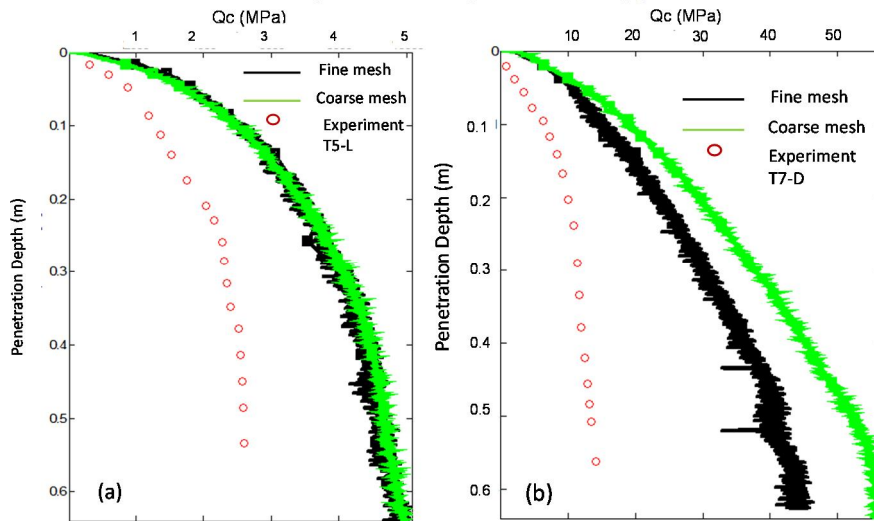 Qc (MPa)
1 2 3 4 5
0
0.1
0.2
0.3
0.4
0.5
0.6
Penetration Depth (m)
Fine mesh
Coarse mesh
Experiment
T5-L
(a)
Qc (MPa)
10 20 30 40 50
0
0.1
0.2
0.3
0.4
0.5
0.6
Penetration Depth (m)
Fine mesh
Coarse mesh
Experiment
T7-D
(b)